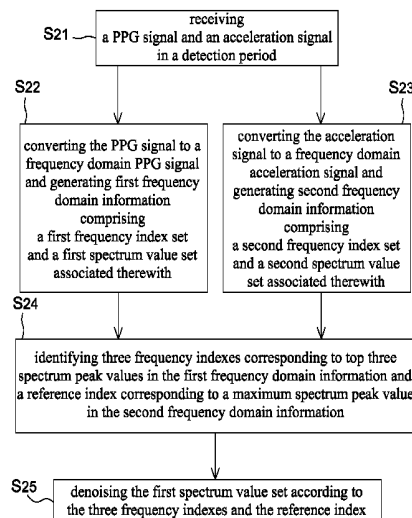 S21
receiving
a PPG signal and an acceleration signal
in a detection period
S22
converting the PPG signal to a
frequency domain PPG signal
and generating first frequency
domain information
comprising
a first frequency index set
and a first spectrum value set
associated therewith
S23
converting the acceleration
signal to a frequency domain
acceleration signal and
generating second frequency
domain information
comprising
a second frequency index set
and a second spectrum value
set associated therewith
S24
identifying three frequency indexes corresponding to top three
spectrum peak values in the first frequency domain information and
a reference index corresponding to a maximum spectrum peak value
in the second frequency domain information
S25
denoising the first spectrum value set according to
the three frequency indexes and the reference index